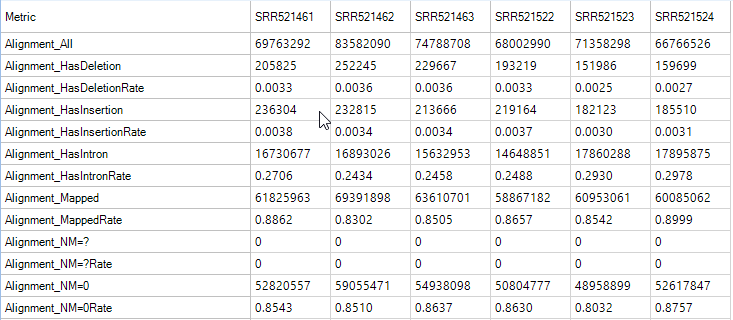 Metric SRR521461 SRR521462 SRR521463 SRR521522 SRR521523 SRR521524
Alignment_All 69763292 83582090 74788708 68002990 71358298 66766526
Alignment_HasDeletion 205825 252245 229667 193219 151986 159699
Alignment_HasDeletionRate 0.0033 0.0036 0.0036 0.0033 0.0025 0.0027
Alignment_HasInsertion 236304 232815 213666 219164 182123 185510
Alignment_HasInsertionRate 0.0038 0.0034 0.0034 0.0037 0.0030 0.0031
Alignment_HasIntron 16730677 16893026 15632953 14648851 17860288 17895875
Alignment_HasIntronRate 0.2706 0.2434 0.2458 0.2488 0.2930 0.2978
Alignment_Mapped 61825963 69391898 63610701 58867182 60953061 60085062
Alignment_MappedRate 0.8862 0.8302 0.8505 0.8657 0.8542 0.8999
Alignment_NM=? 0 0 0 0 0 0
Alignment_NM=?Rate 0 0 0 0 0 0
Alignment_NM=0 52820557 59055471 54938098 50804777 48958899 52617847
Alignment_NM=0Rate 0.8543 0.8510 0.8637 0.8630 0.8032 0.8757